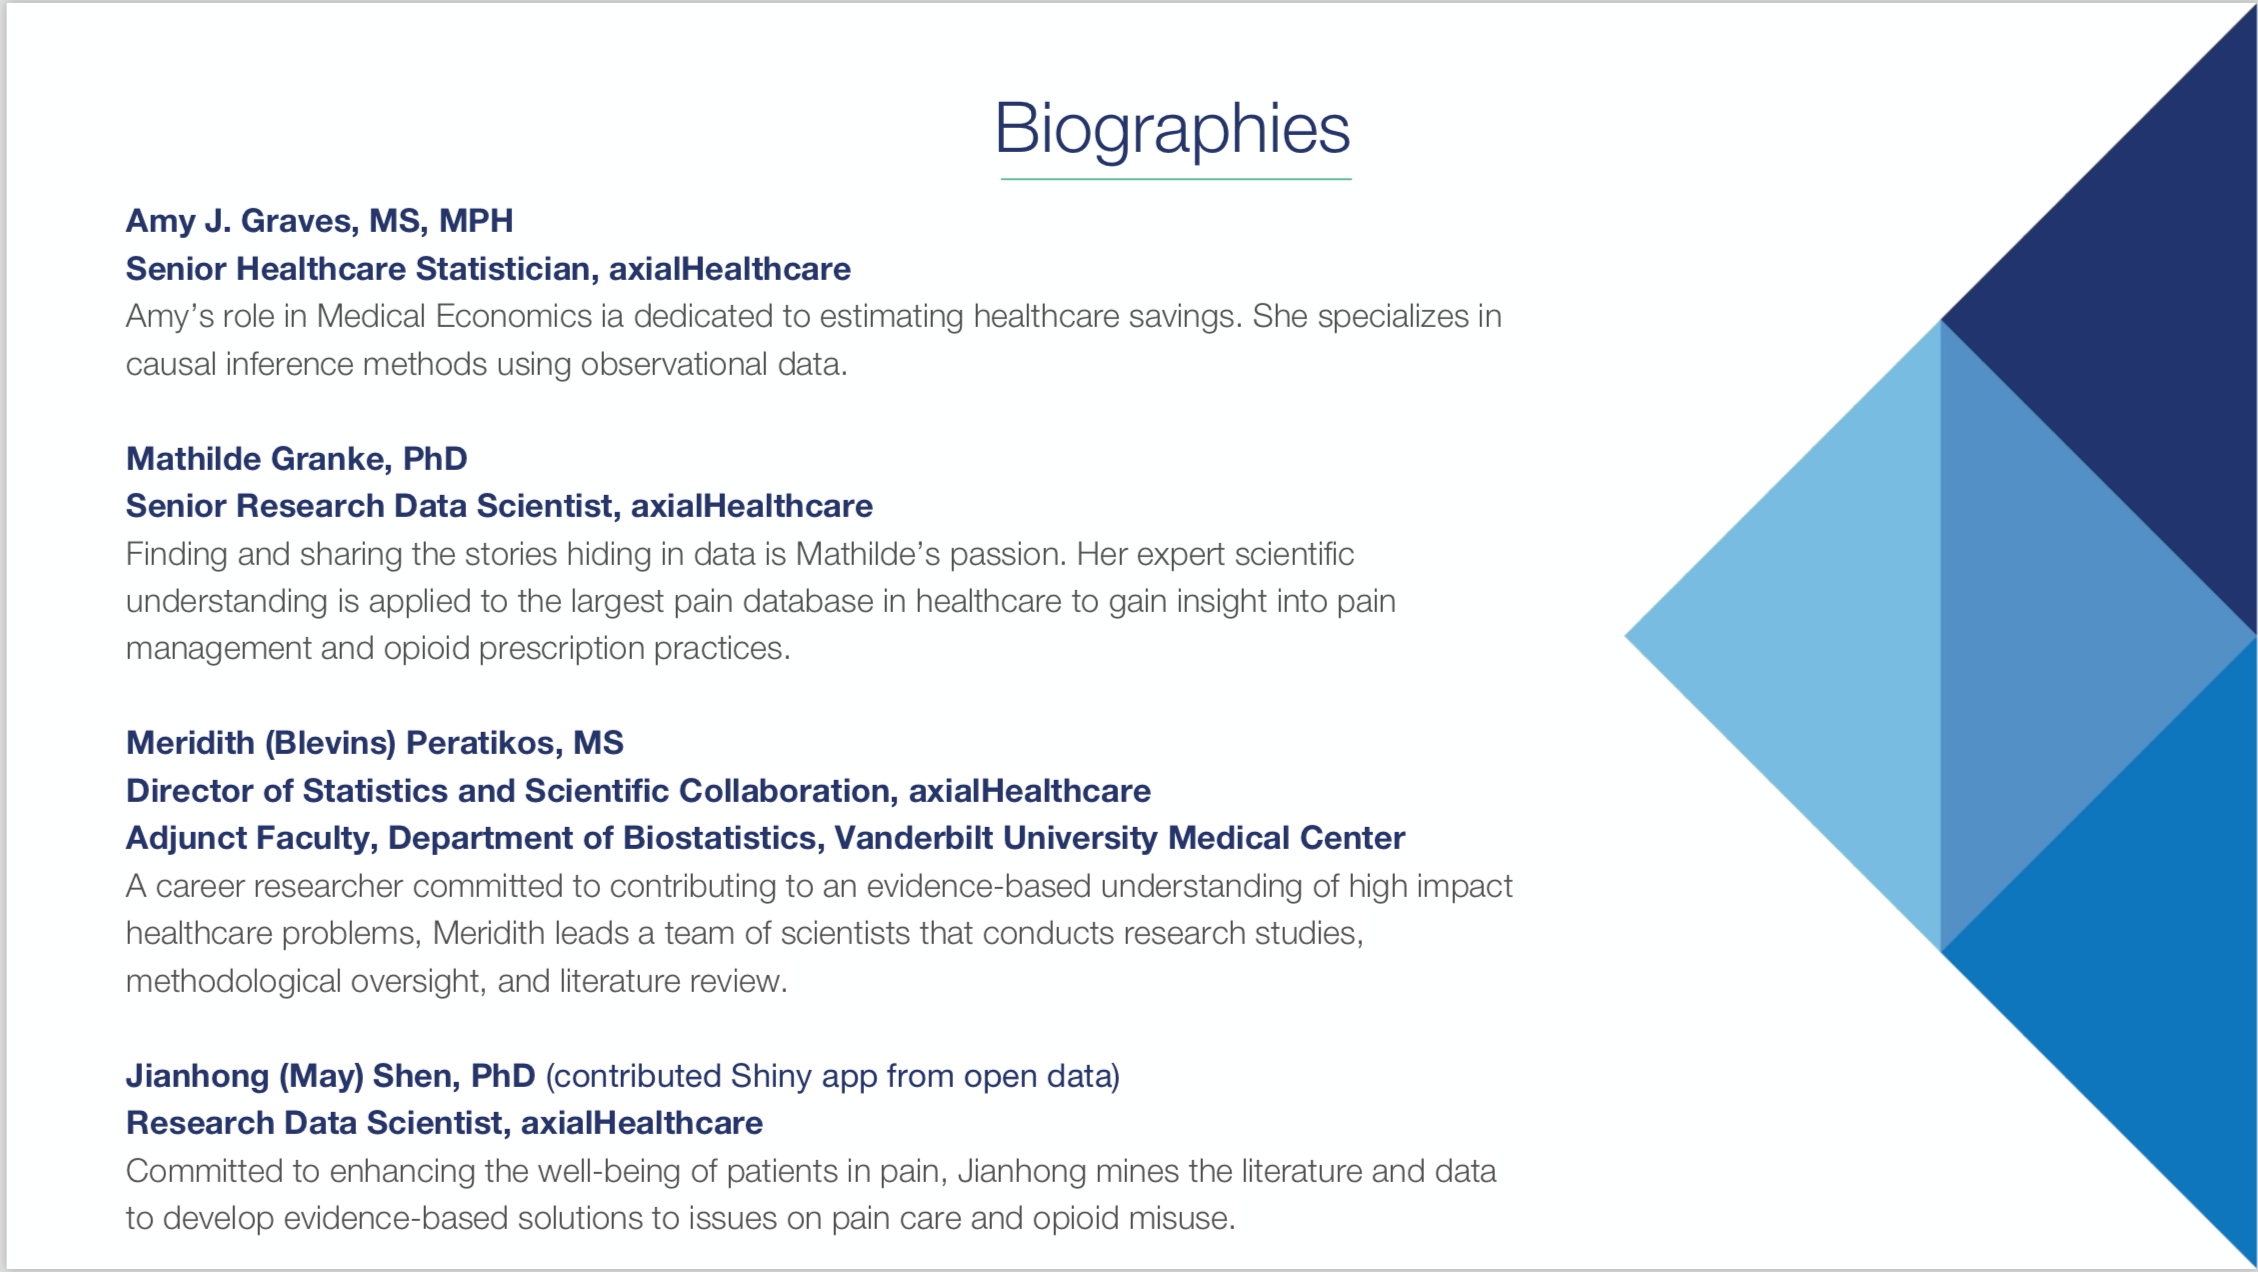 Biographies
Amy J. Graves, MS, MPH
Senior Healthcare Statistician, axialHealthcare
Amy’s role in Medical Economics ia dedicated to estimating healthcare savings. She specializes in
causal inference methods using observational data.
Mathilde Granke, PhD
Senior Research Data Scientist, axialHealthcare
Finding and sharing the stories hiding in data is Mathilde’s passion. Her expert scientific
understanding is applied to the largest pain database in healthcare to gain insight into pain
management and opioid prescription practices.
Meridith (Blevins) Peratikos, MS
Director of Statistics and Scientific Collaboration, axialHealthcare
Adjunct Faculty, Department of Biostatistics, Vanderbilt University Medical Center
A career researcher committed to contributing to an evidence-based understanding of high impact
healthcare problems, Meridith leads a team of scientists that conducts research studies,
methodological oversight, and literature review.
Jianhong (May) Shen, PhD (contributed Shiny app from open data)
Research Data Scientist, axialHealthcare
Committed to enhancing the well-being of patients in pain, Jianhong mines the literature and data
to develop evidence-based solutions to issues on pain care and opioid misuse.